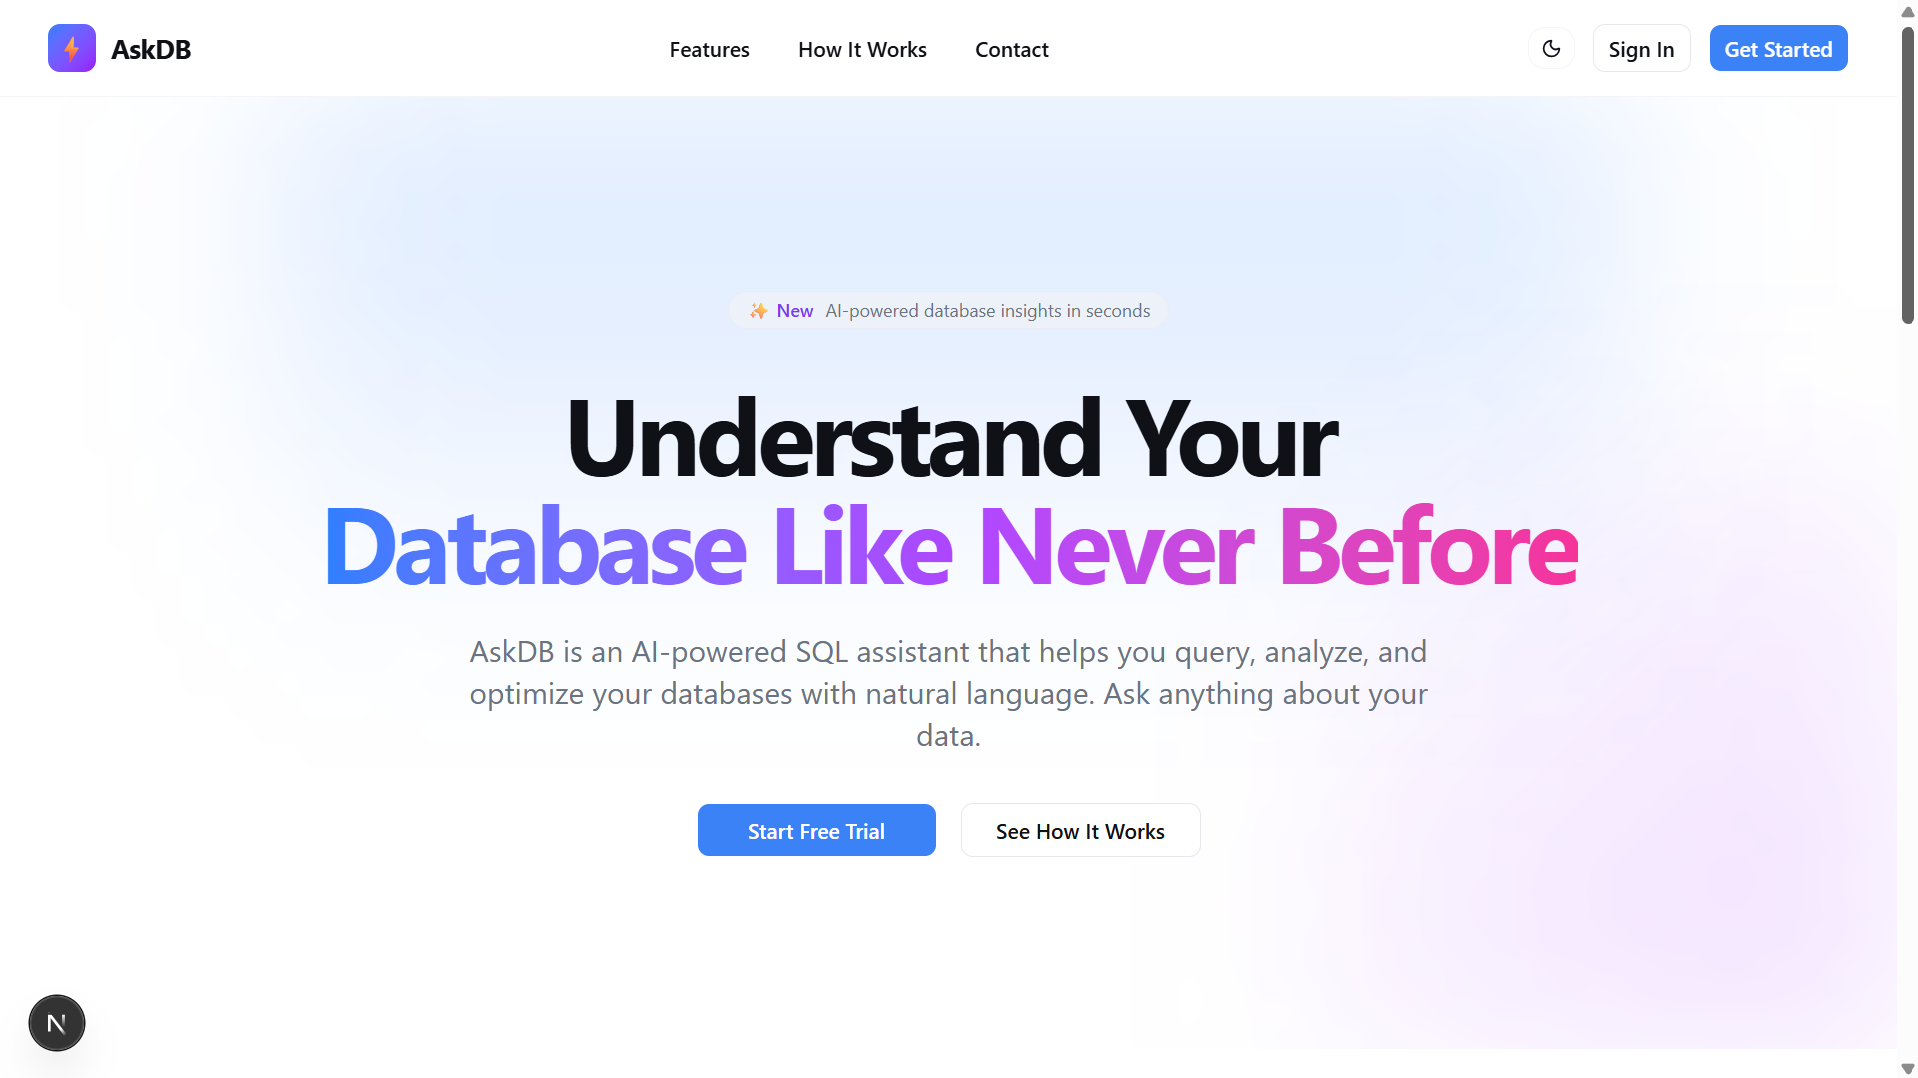 AskDB
Features
How It Works
Contact
Sign In
Get Started
✨ New AI-powered database insights in seconds
Understand Your
Database Like Never Before
AskDB is an AI-powered SQL assistant that helps you query, analyze, and
optimize your databases with natural language. Ask anything about your
data.
Start Free Trial
See How It Works
N